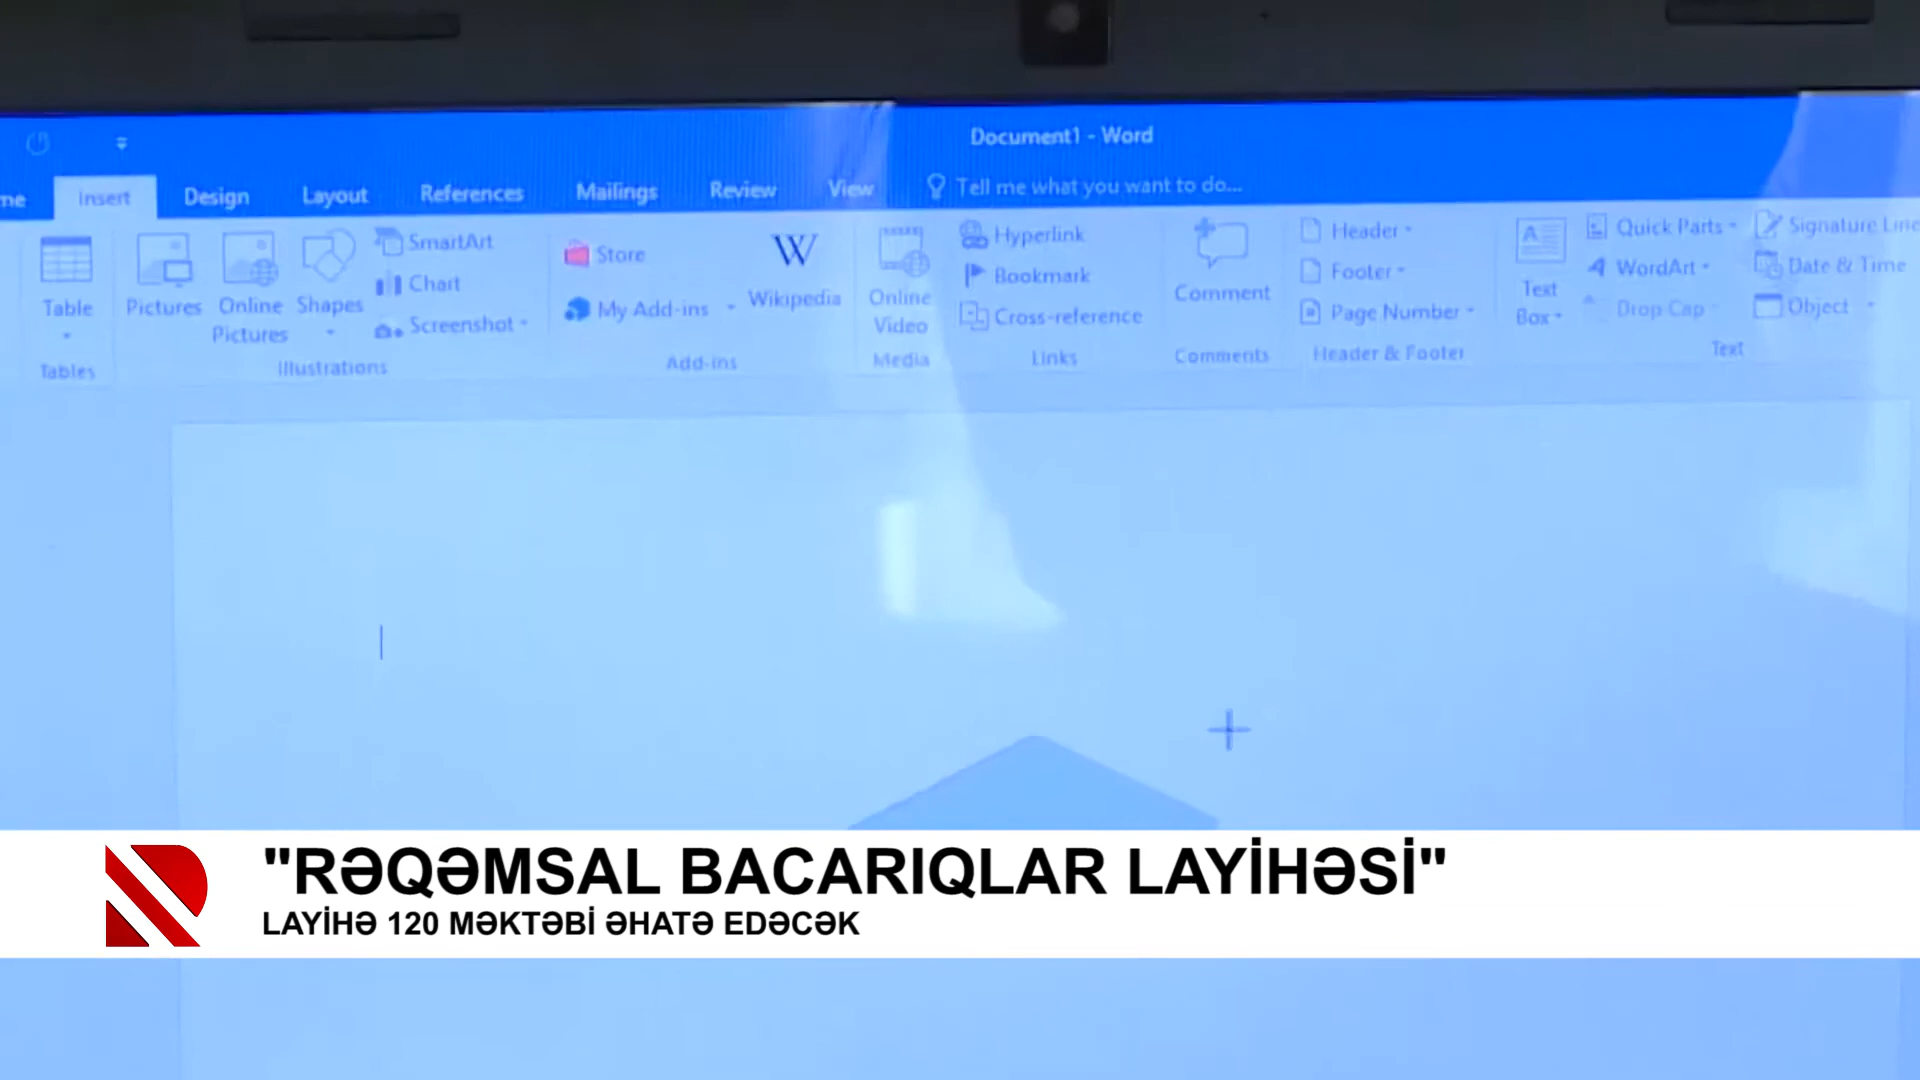 Document1 - Word
Insert Design Layout References Mailings Review View Tell me what you want to do...
Table
Tables
Pictures
Online Pictures
Shapes
SmartArt
Chart
Screenshot
Illustrations
Store
My Add-ins
Wikipedia
Add-ins
Online Video
Media
Hyperlink
Bookmark
Cross-reference
Links
Comment
Comments
Header
Footer
Page Number
Header & Footer
Text Box
Quick Parts
WordArt
Drop Cap
Signature Line
Date & Time
Object
Text
"RƏQƏMSAL BACARIQLAR LAYİHƏSİ"
LAYİHƏ 120 MƏKTƏBİ ƏHATƏ EDƏCƏK